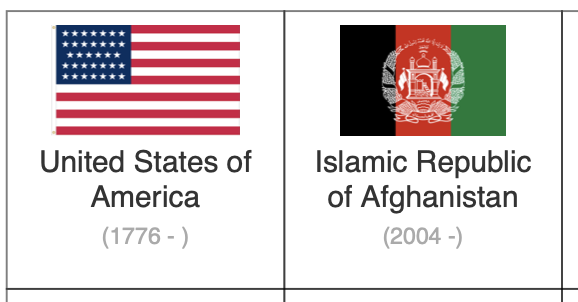 United States of
America
(1776 - )
Islamic Republic
of Afghanistan
(2004 -)